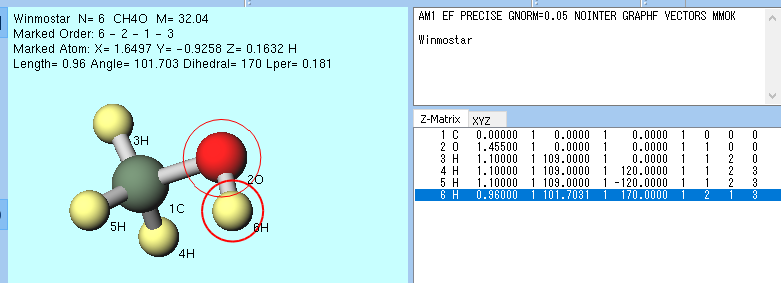 Winmostar N= 6 CH4O M= 32.04
Marked Order: 6 - 2 - 1 - 3
Marked Atom: X= 1.6497 Y= -0.9258 Z= 0.1632 H
Length= 0.96 Angle= 101.703 Dihedral= 170 Lper= 0.181
3H
2O
1C
5H
6H
4H
AM1 EF PRECISE GNORM=0.05 NOINTER GRAPHF VECTORS MMOK
Winmostar
Z-Matrix XYZ
1 C 0.00000 1 0.0000 1 0.0000 1 0 0 0
2 O 1.45500 1 0.0000 1 0.0000 1 1 0 0
3 H 1.10000 1 109.0000 1 0.0000 1 1 2 0
4 H 1.10000 1 109.0000 1 120.0000 1 1 2 3
5 H 1.10000 1 109.0000 1 -120.0000 1 1 2 3
6 H 0.96000 1 101.7031 1 170.0000 1 2 1 3